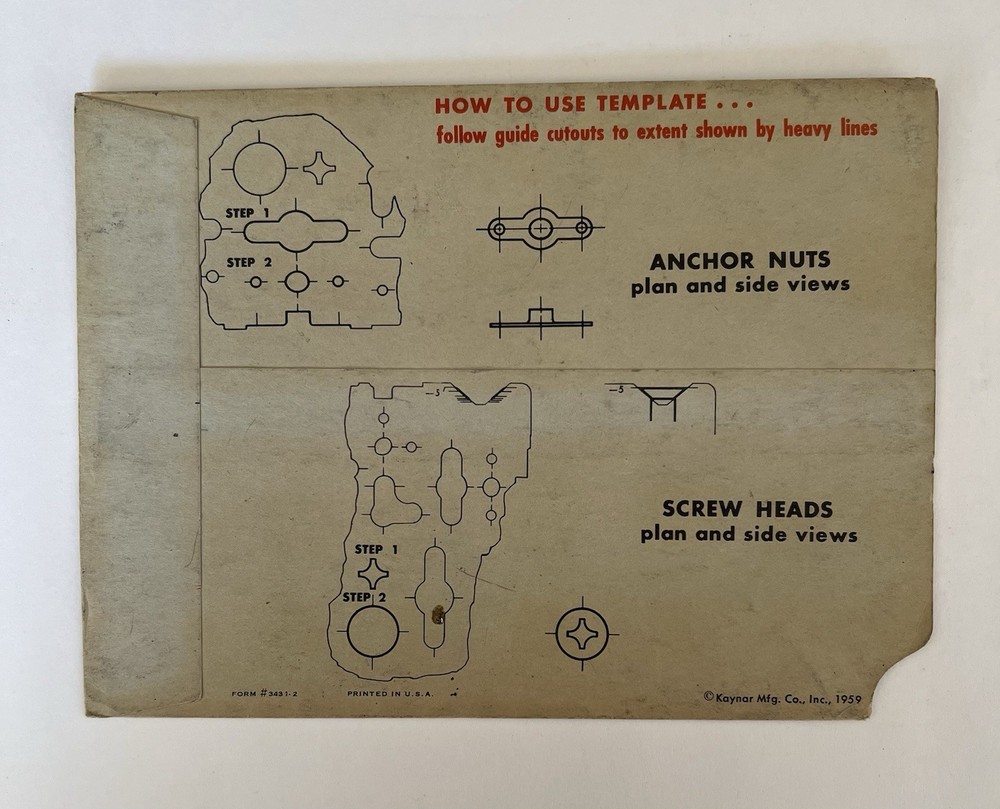 HOW TO USE TEMPLATE . . .
follow guide cutouts to extent shown by heavy lines
STEP 1
STEP 2
ANCHOR NUTS
plan and side views
—5
—5
SCREW HEADS
plan and side views
STEP 1
STEP 2
FORM #3431-2
PRINTED IN U.S.A.
©Kaynar Mfg. Co., Inc., 1959